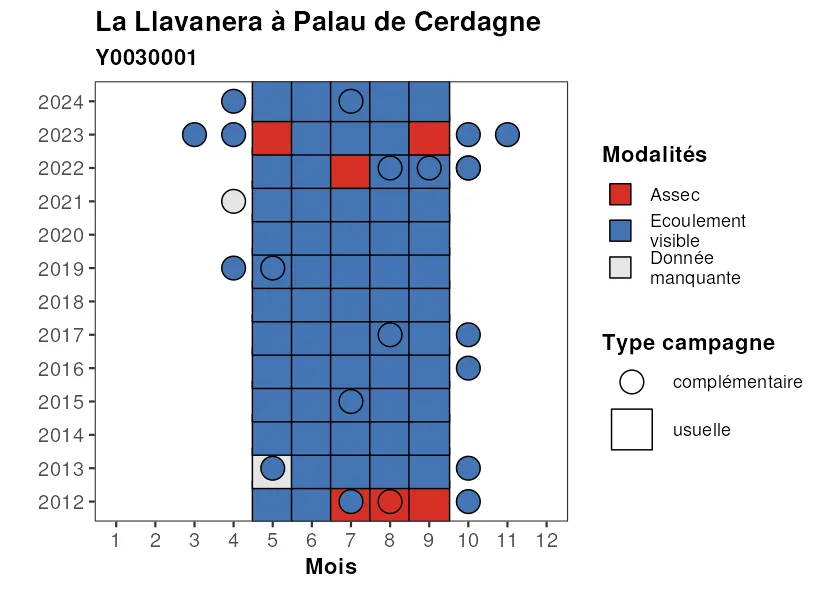 La Llavanera à Palau de Cerdagne
Y0030001
2024
2023
2022
2021
2020
2019
2018
2017
2016
2015
2014
2013
2012
1 2 3 4 5 6 7 8 9 10 11 12
Mois
Modalités
Assec
Ecoulement
visible
Donnée
manquante
Type campagne
complémentaire
usuelle